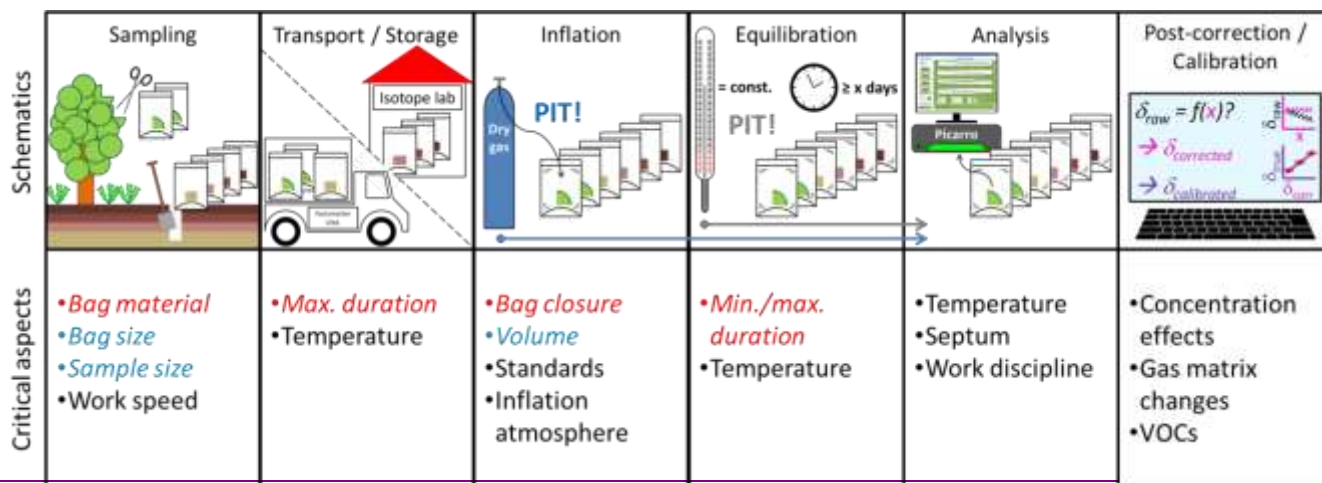 Schematics
Sampling
Transport / Storage
Isotope lab
Inflation
PIT!
Dry
gas
Equilibration
= const.
≥ x days
PIT!
Analysis
Picarro
Post-correction /
Calibration
δraw = f(x)?
→ δcorrected
→ δcalibrated
δraw
x
δcorr
Critical aspects
•Bag material
•Bag size
•Sample size
•Work speed
•Max. duration
•Temperature
•Bag closure
•Volume
•Standards
•Inflation
atmosphere
•Min./max.
duration
•Temperature
•Temperature
•Septum
•Work discipline
•Concentration
effects
•Gas matrix
changes
•VOCs